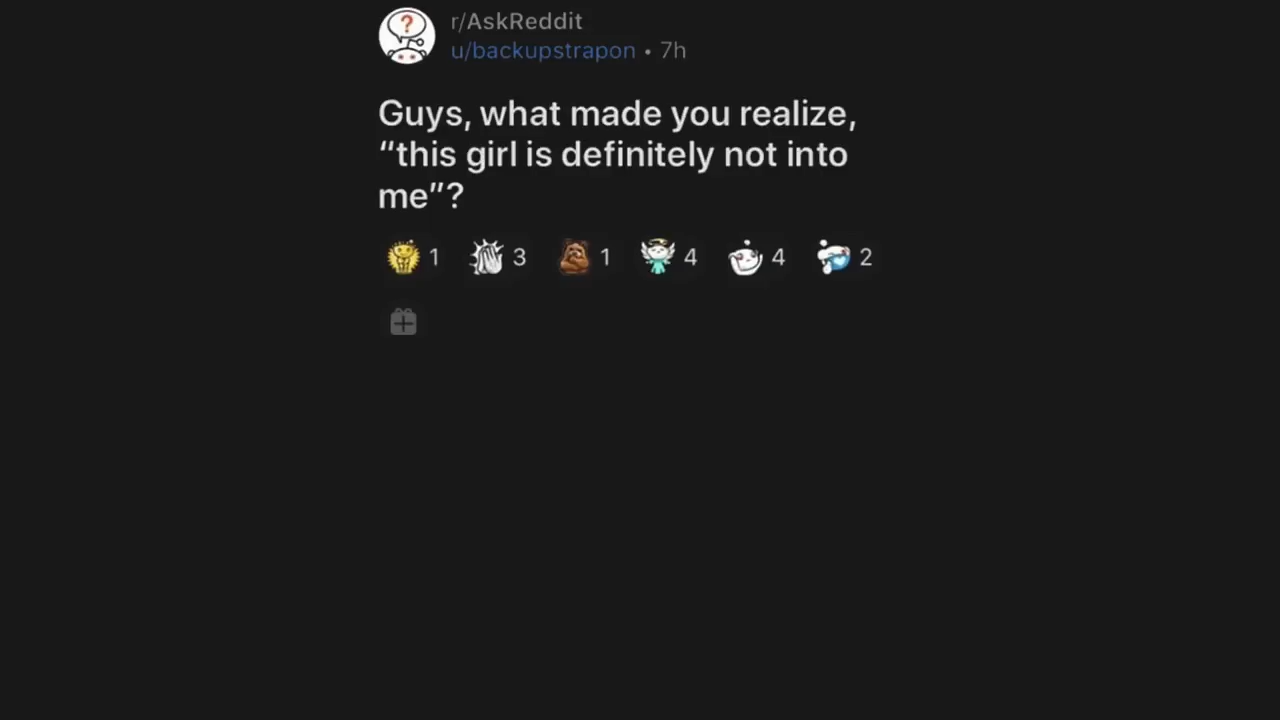 r/AskReddit
u/backupstrapon • 7h
Guys, what made you realize,
“this girl is definitely not into
me”?
1 3 1 4 4 2